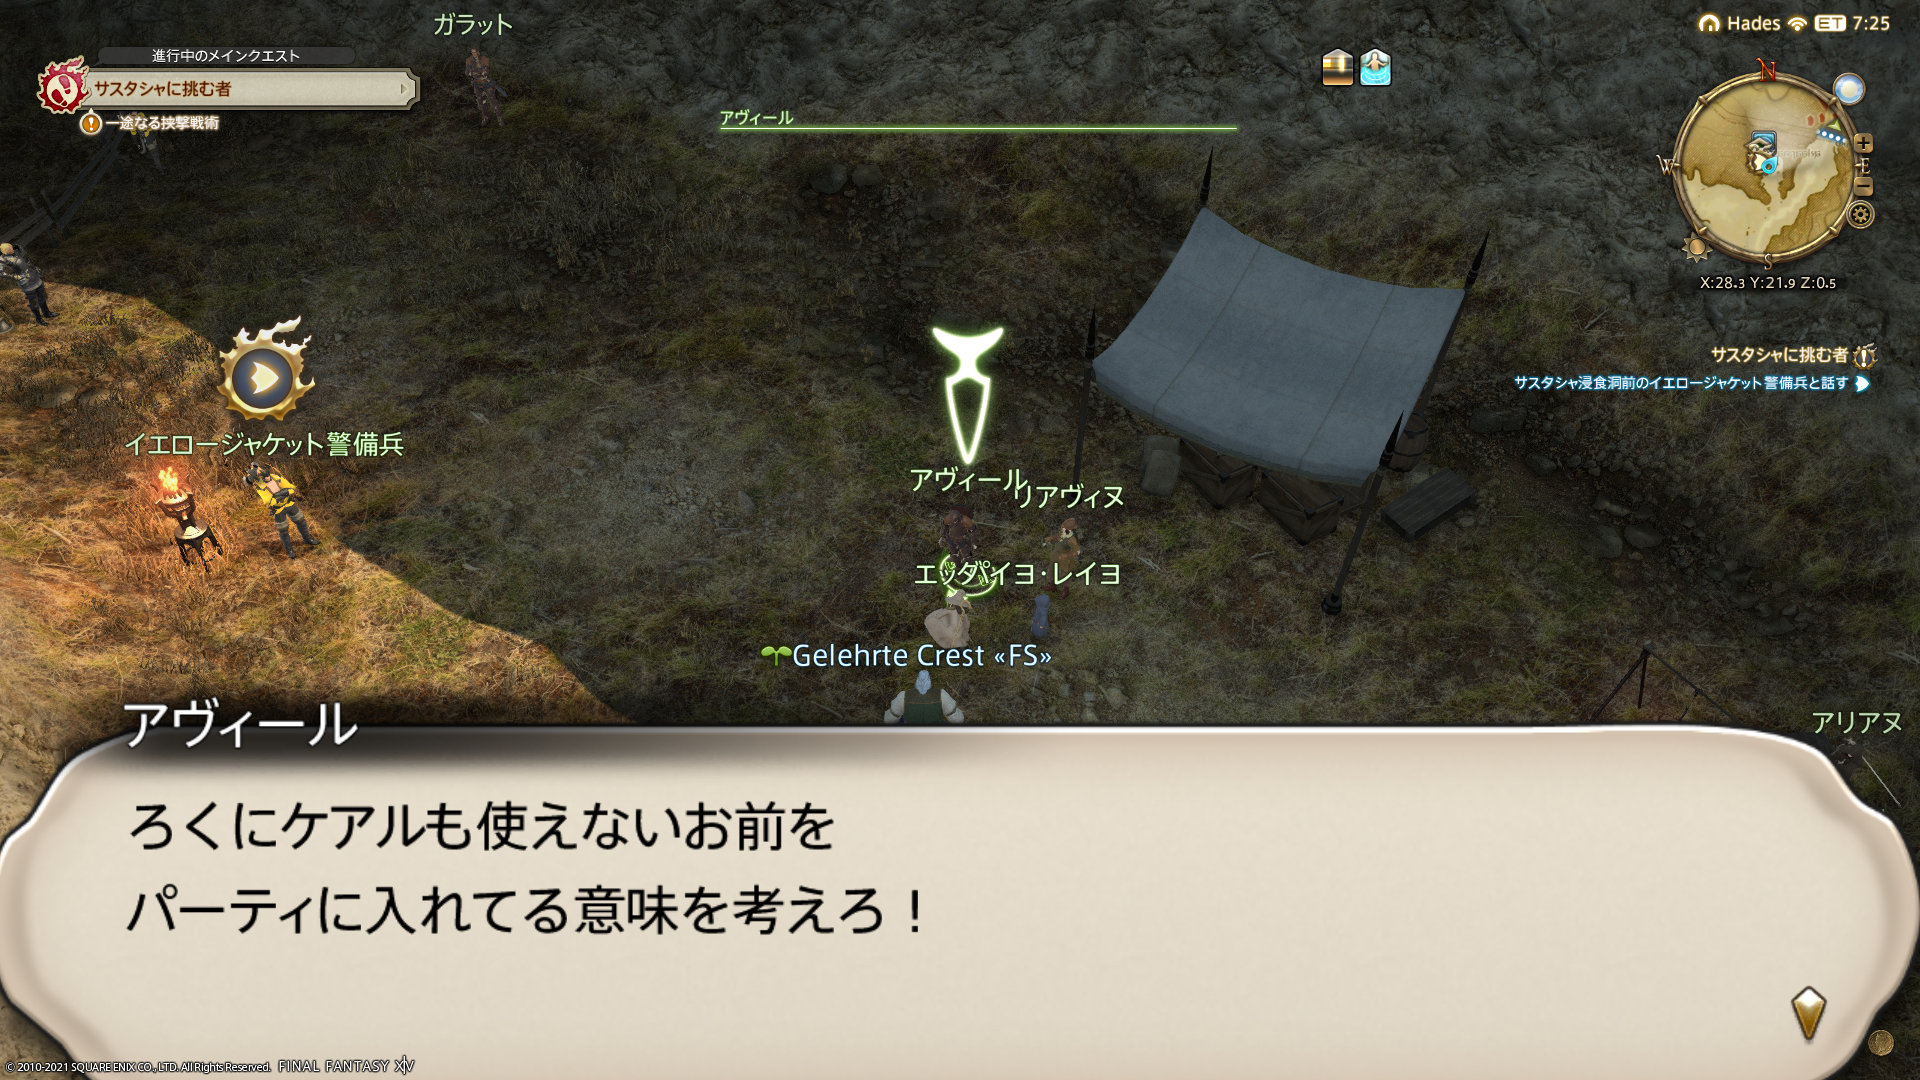 ガラット
Hades ET 7:25
進行中のメインクエスト
サスタシャに挑む者
一途なる挟撃戦術
アヴィール
N
W
E
S
X:28.3 Y:21.9 Z:0.5
サスタシャに挑む者
サスタシャ浸食洞前のイエロージャケット警備兵と話す
イエロージャケット警備兵
アヴィール
リアヴィヌ
エッダ
パイヨ・レイヨ
Gelehrte Crest «FS»
アリアヌ
アヴィール
ろくにケアルも使えないお前を
パーティに入れてる意味を考えろ！
© 2010-2021 SQUARE ENIX CO., LTD. All Rights Reserved. FINAL FANTASY XIV